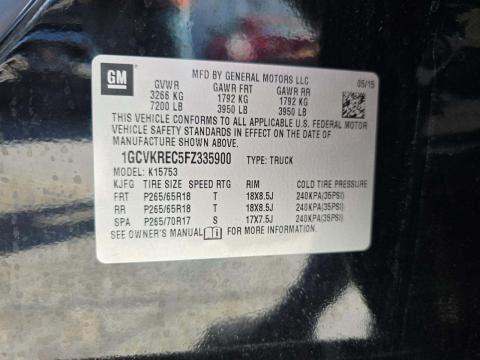 GM
MFD BY GENERAL MOTORS LLC
05/15
GVWR GAWR FRT GAWR RR
3266 KG 1792 KG 1792 KG
7200 LB 3950 LB 3950 LB
THIS VEHICLE CONFORMS TO ALL APPLICABLE U.S. FEDERAL MOTOR
VEHICLE SAFETY STANDARDS IN EFFECT ON THE DATE OF
MANUFACTURE SHOWN ABOVE.
1GCVKREC5FZ335900 TYPE: TRUCK
MODEL: K15753
KJFG TIRE SIZE SPEED RTG RIM COLD TIRE PRESSURE
FRT P265/65R18 T 18X8.5J 240KPA(35PSI)
RR P265/65R18 T 18X8.5J 240KPA(35PSI)
SPA P265/70R17 S 17X7.5J 240KPA(35PSI)
SEE OWNER'S MANUAL i FOR MORE INFORMATION.